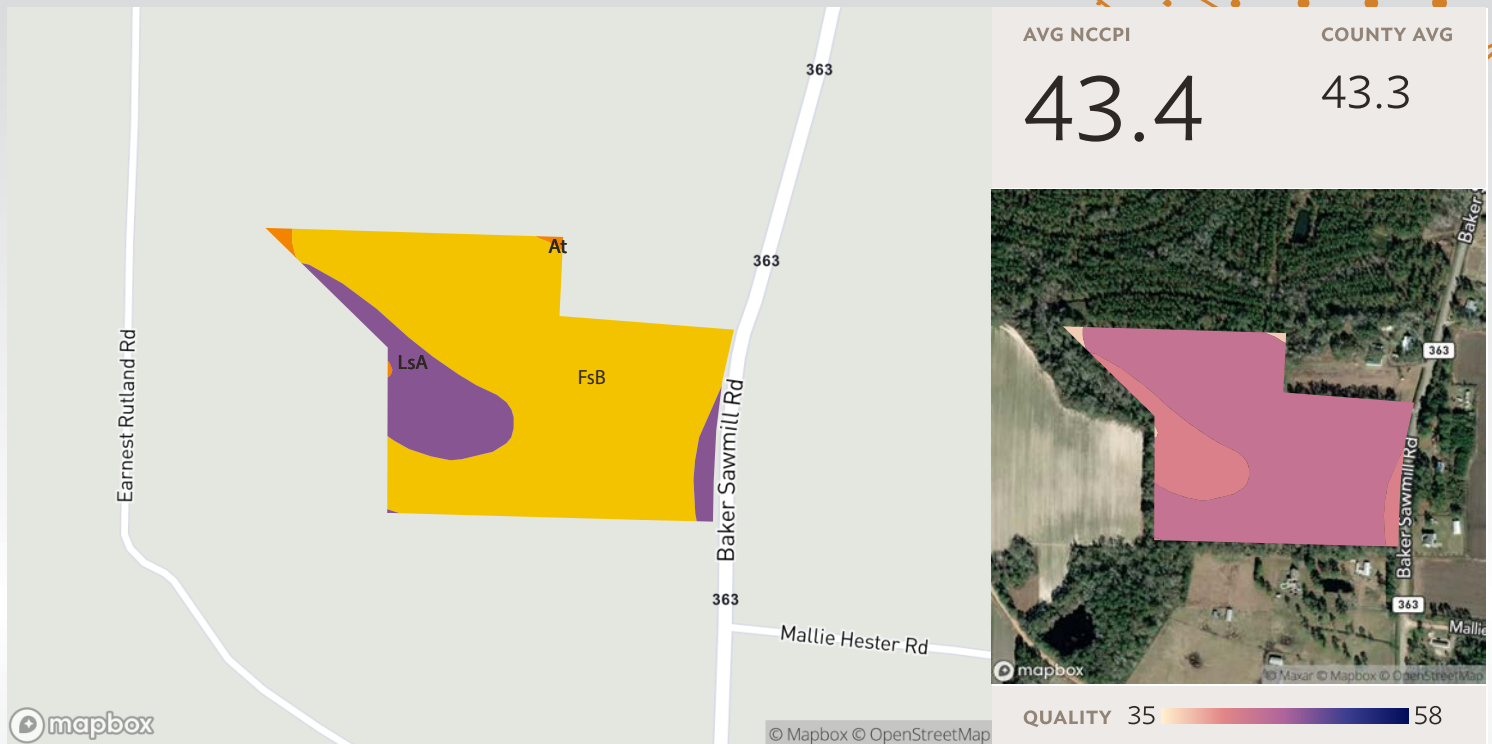 363
363
At
LsA
FsB
Earnest Rutland Rd
Baker Sawmill Rd
363
Mallie Hester Rd
mapbox
© Mapbox © OpenStreetMap
AVG NCCPI
COUNTY AVG
43.4
43.3
Baker S
363
Baker Sawmill Rd
363
Mallie
mapbox
© Maxar © Mapbox © OpenStreetMap
QUALITY 35 58